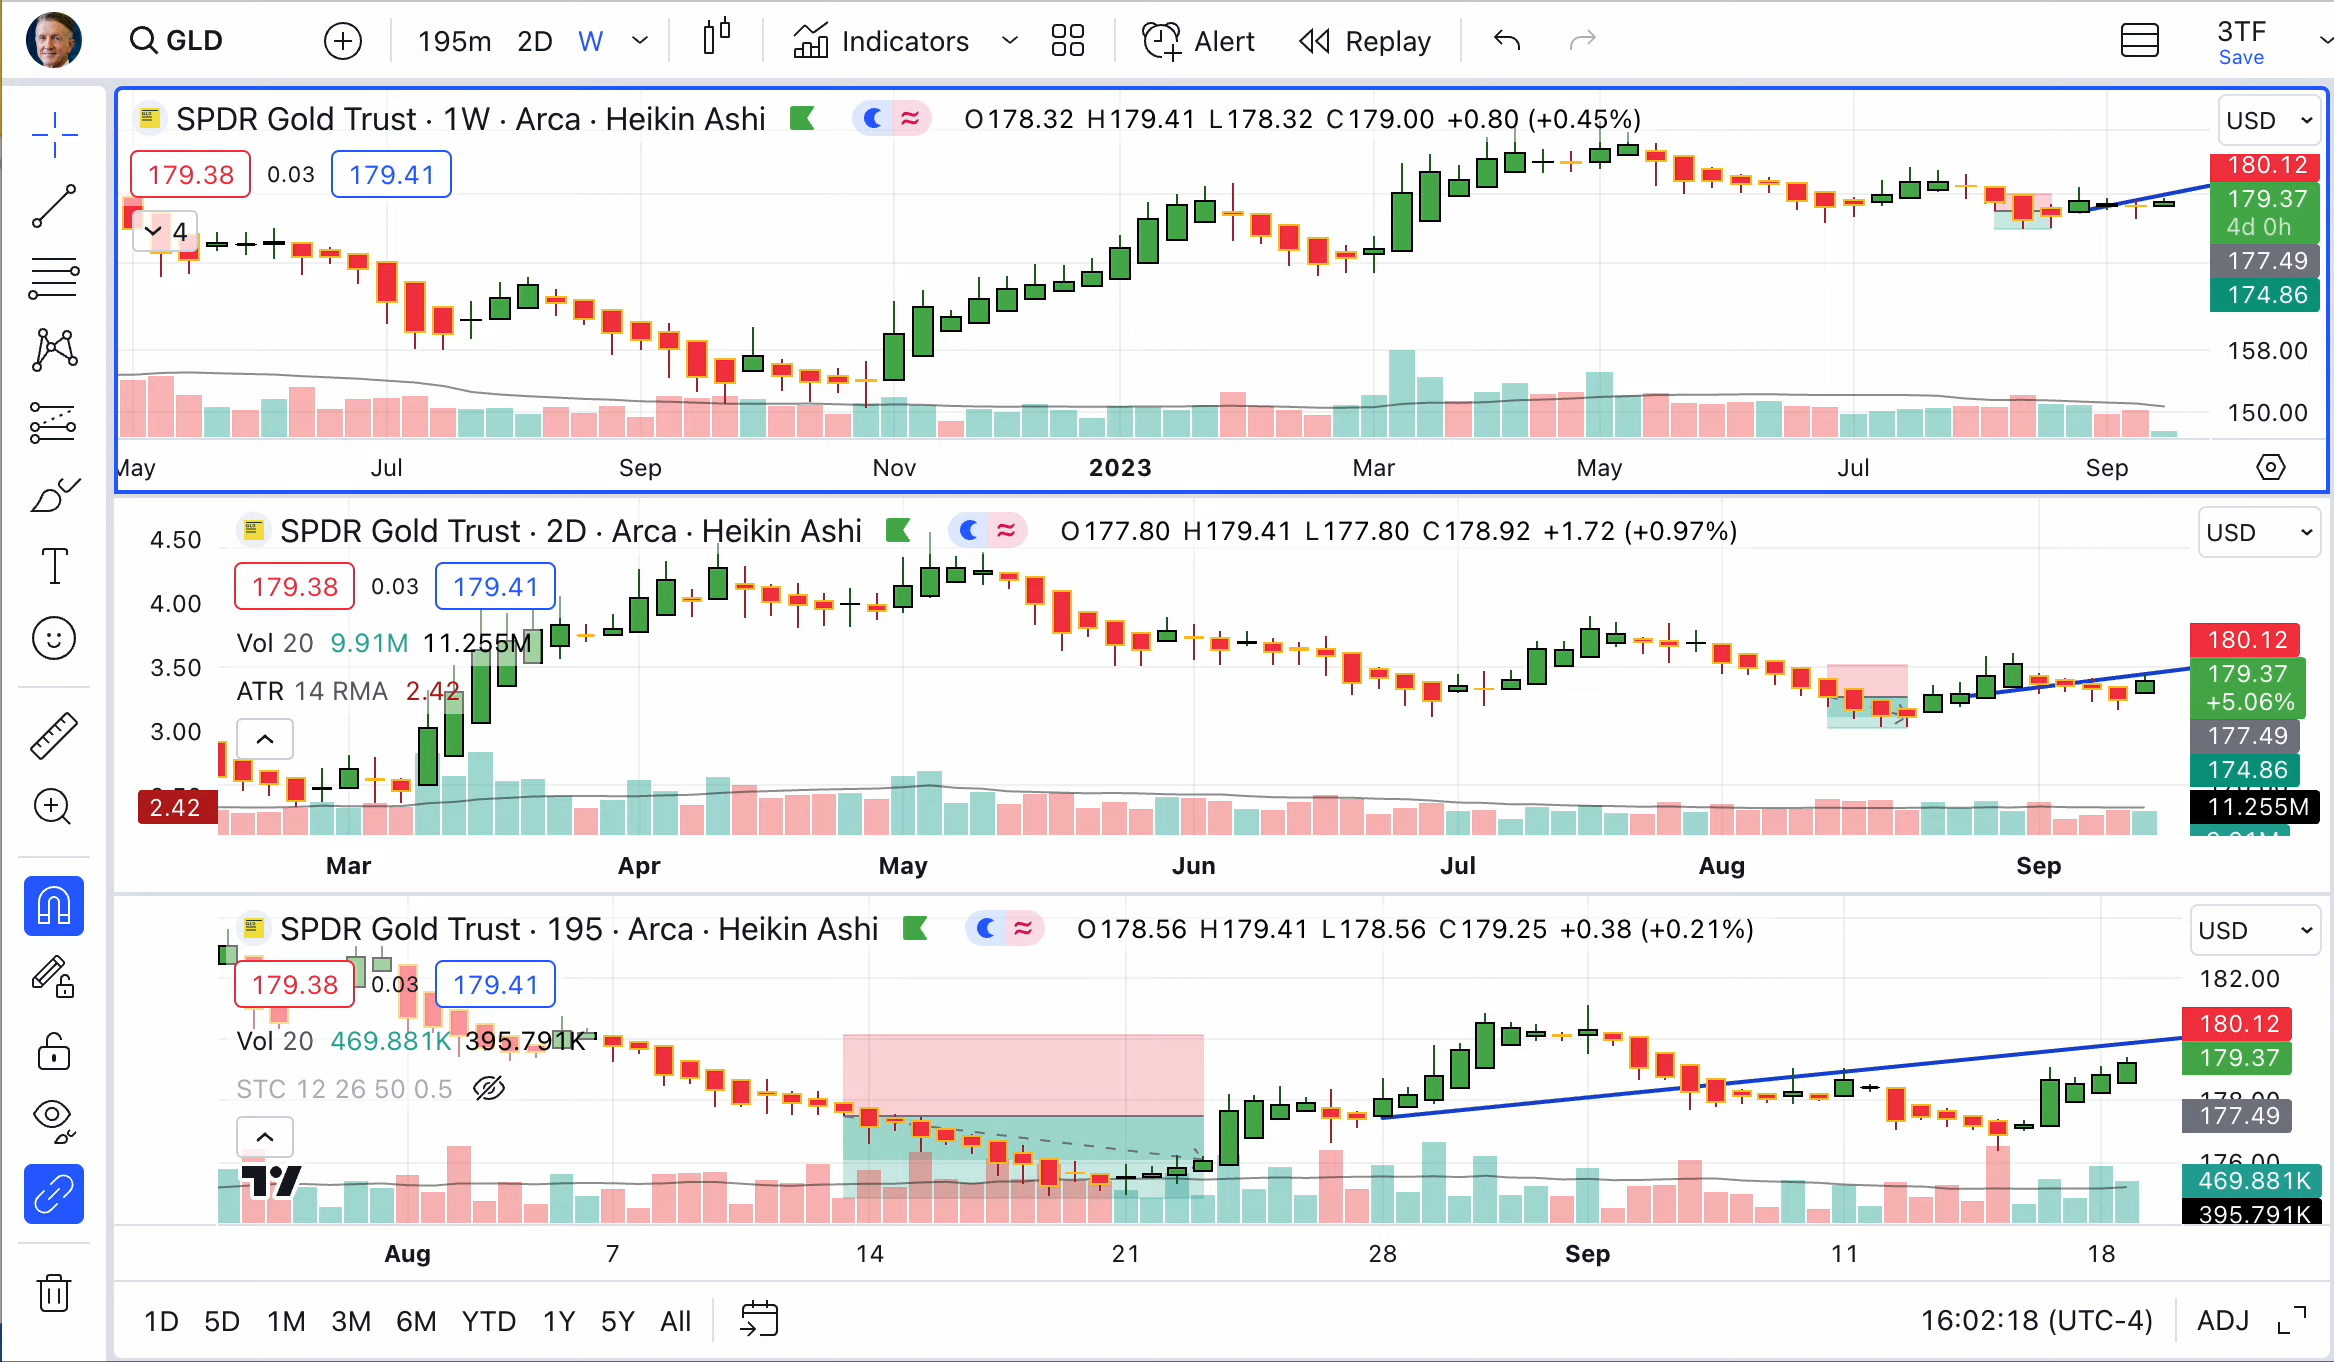 GLD
195m 2D W
Indicators
Alert
Replay
3TF
Save
SPDR Gold Trust · 1W · Arca · Heikin Ashi
O178.32 H179.41 L178.32 C179.00 +0.80 (+0.45%)
USD
179.38 0.03 179.41
4
180.12
179.37
4d 0h
177.49
174.86
158.00
150.00
May Jul Sep Nov 2023 Mar May Jul Sep
SPDR Gold Trust · 2D · Arca · Heikin Ashi
O177.80 H179.41 L177.80 C178.92 +1.72 (+0.97%)
USD
4.50
179.38 0.03 179.41
4.00
Vol 20 9.91M 11.255M
3.50
ATR 14 RMA 2.42
3.00
2.42
180.12
179.37
+5.06%
177.49
174.86
11.255M
Mar Apr May Jun Jul Aug Sep
SPDR Gold Trust · 195 · Arca · Heikin Ashi
O178.56 H179.41 L178.56 C179.25 +0.38 (+0.21%)
USD
179.38 0.03 179.41
Vol 20 469.881K 395.791K
STC 12 26 50 0.5
182.00
180.12
179.37
178.00
177.49
176.00
469.881K
395.791K
Aug 7 14 21 28 Sep 11 18
1D 5D 1M 3M 6M YTD 1Y 5Y All
16:02:18 (UTC-4) ADJ